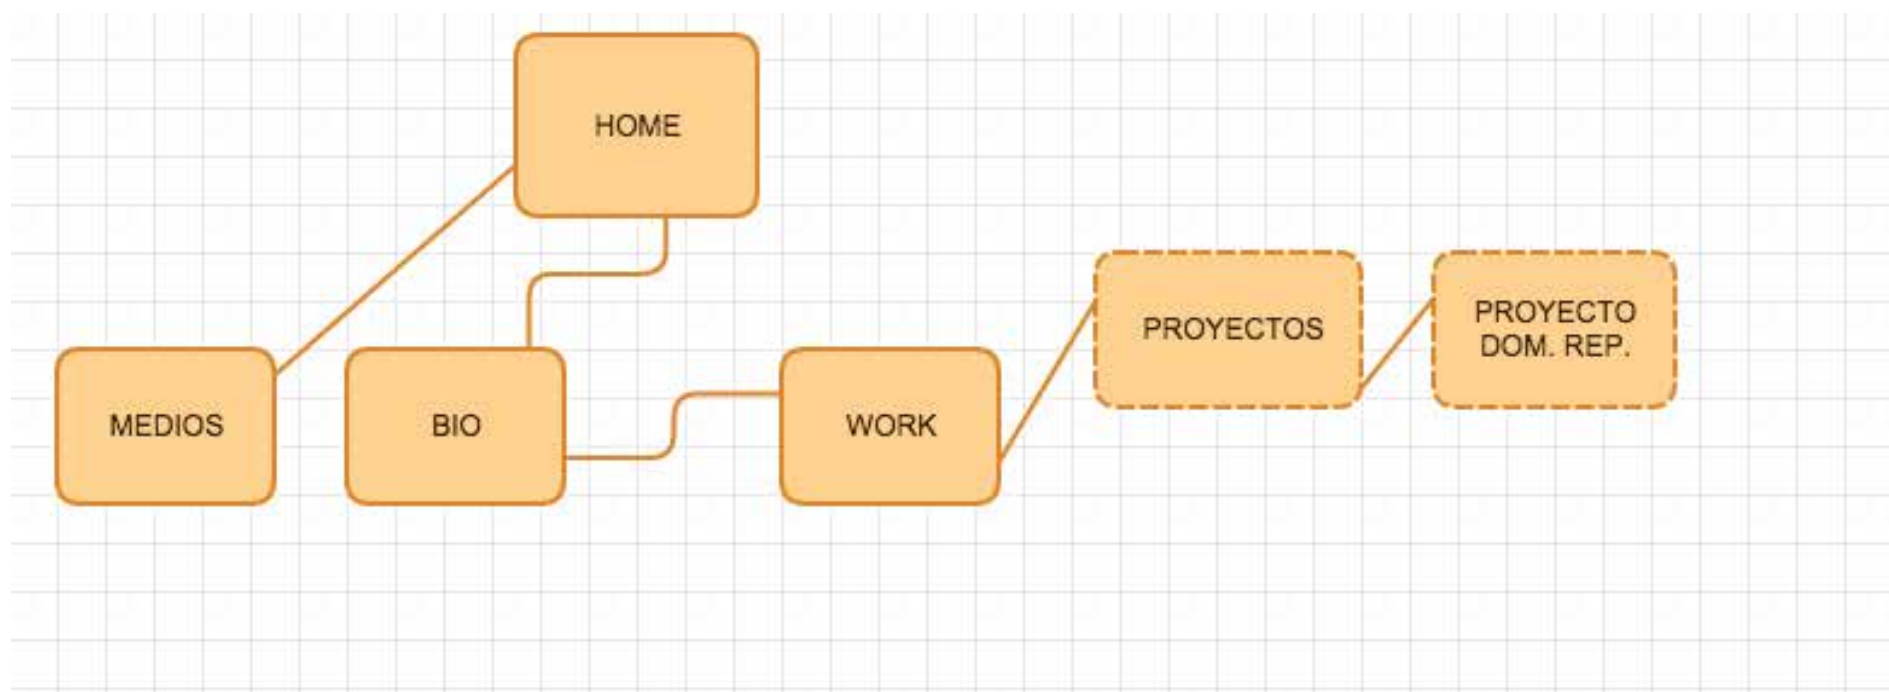 HOME
MEDIOS
BIO
WORK
PROYECTOS
PROYECTO
DOM. REP.